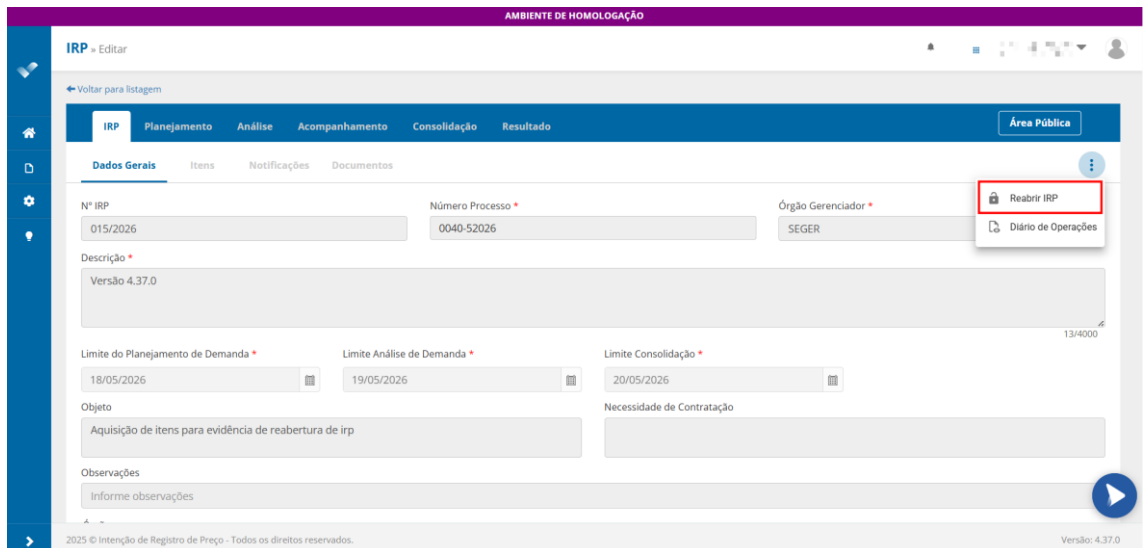 AMBIENTE DE HOMOLOGAÇÃO
IRP » Editar
Voltar para listagem
IRP Planejamento Análise Acompanhamento Consolidação Resultado Área Pública
Dados Gerais Itens Notificações Documentos
Reabrir IRP
Diário de Operações
Nº IRP Número Processo * Órgão Gerenciador *
015/2026 0040-52026 SEGER
Descrição *
Versão 4.37.0
13/4000
Limite do Planejamento de Demanda * Limite Análise de Demanda * Limite Consolidação *
18/05/2026 19/05/2026 20/05/2026
Objeto Necessidade de Contratação
Aquisição de itens para evidência de reabertura de irp
Observações
Informe observações
2025 © Intenção de Registro de Preço - Todos os direitos reservados. Versão: 4.37.0